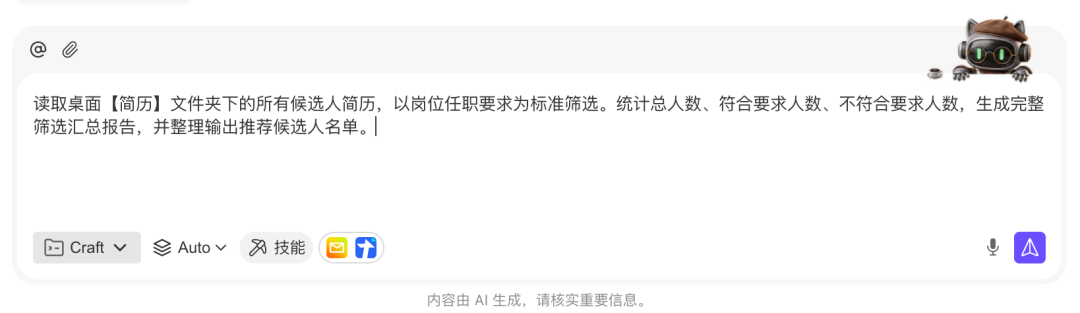 @
读取桌面【简历】文件夹下的所有候选人简历，以岗位任职要求为标准筛选。统计总人数、符合要求人数、不符合要求人数，生成完整
筛选汇总报告，并整理输出推荐候选人名单。
Craft Auto 技能
内容由 AI 生成，请核实重要信息。